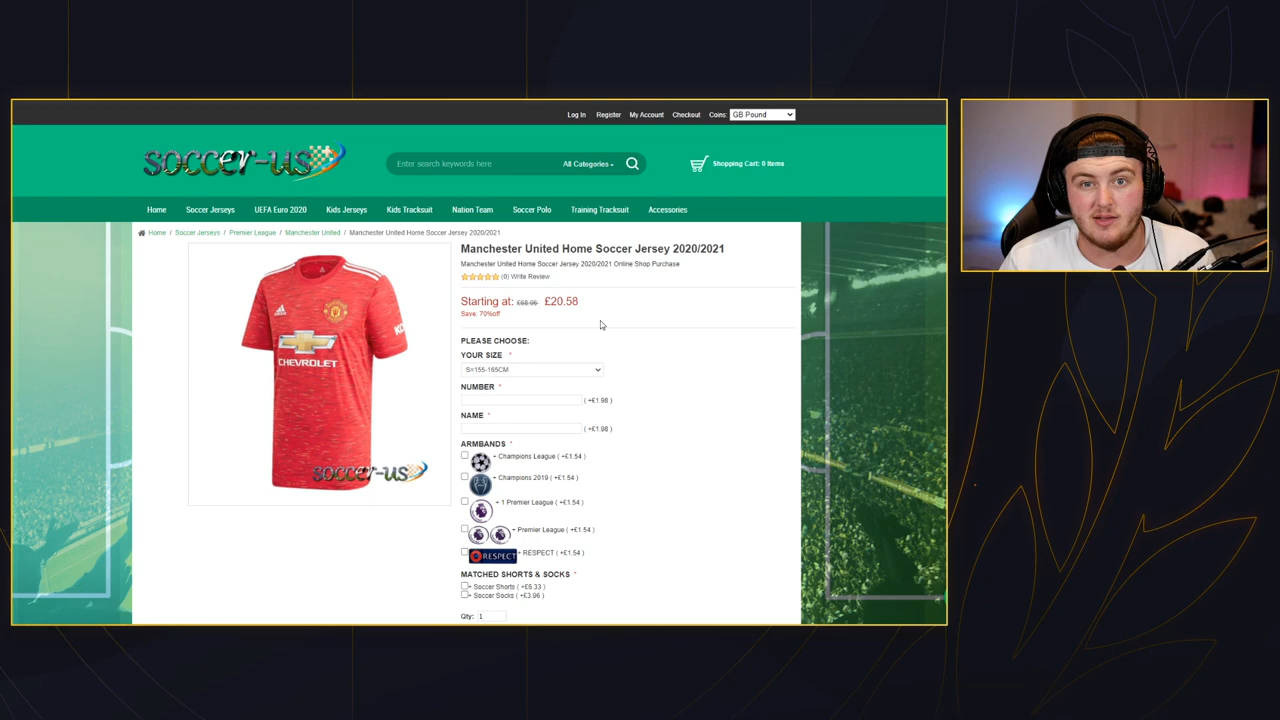 Log In Register My Account Checkout Coins: GB Pound
SOCCER-US
Enter search keywords here All Categories
Shopping Cart: 0 Items
Home Soccer Jerseys UEFA Euro 2020 Kids Jerseys Kids Tracksuit Nation Team Soccer Polo Training Tracksuit Accessories
Home / Soccer Jerseys / Premier League / Manchester United / Manchester United Home Soccer Jersey 2020/2021
adidas
CHEVROLET
SOCCER-US
Manchester United Home Soccer Jersey 2020/2021
Manchester United Home Soccer Jersey 2020/2021 Online Shop Purchase
(0) Write Review
Starting at: £68.06 £20.58
Save: 70%off
PLEASE CHOOSE:
YOUR SIZE *
S=155-165CM
NUMBER *
( +£1.98 )
NAME *
( +£1.98 )
ARMBANDS *
+ Champions League ( +£1.54 )
+ Champions 2019 ( +£1.54 )
+ 1 Premier League ( +£1.54 )
+ Premier League ( +£1.54 )
RESPECT + RESPECT ( +£1.54 )
MATCHED SHORTS & SOCKS *
+ Soccer Shorts ( +£6.33 )
+ Soccer Socks ( +£3.96 )
Qty: 1